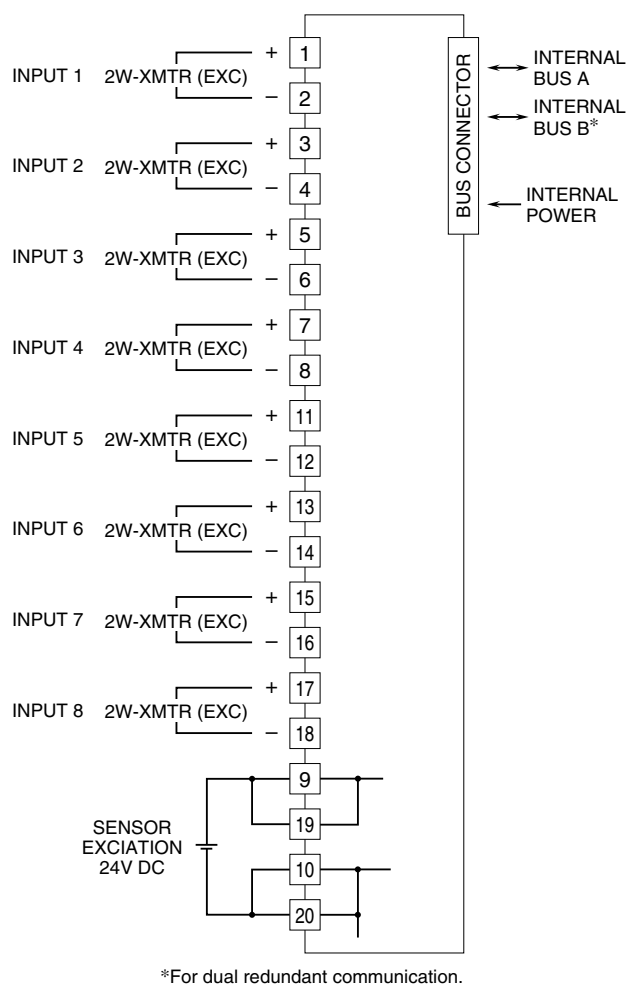 INPUT 1 2W-XMTR (EXC) + 1
− 2
INPUT 2 2W-XMTR (EXC) + 3
− 4
INPUT 3 2W-XMTR (EXC) + 5
− 6
INPUT 4 2W-XMTR (EXC) + 7
− 8
INPUT 5 2W-XMTR (EXC) + 11
− 12
INPUT 6 2W-XMTR (EXC) + 13
− 14
INPUT 7 2W-XMTR (EXC) + 15
− 16
INPUT 8 2W-XMTR (EXC) + 17
− 18
SENSOR
EXCIATION
24V DC
9
19
10
20
BUS CONNECTOR
INTERNAL
BUS A
INTERNAL
BUS B*
INTERNAL
POWER
*For dual redundant communication.